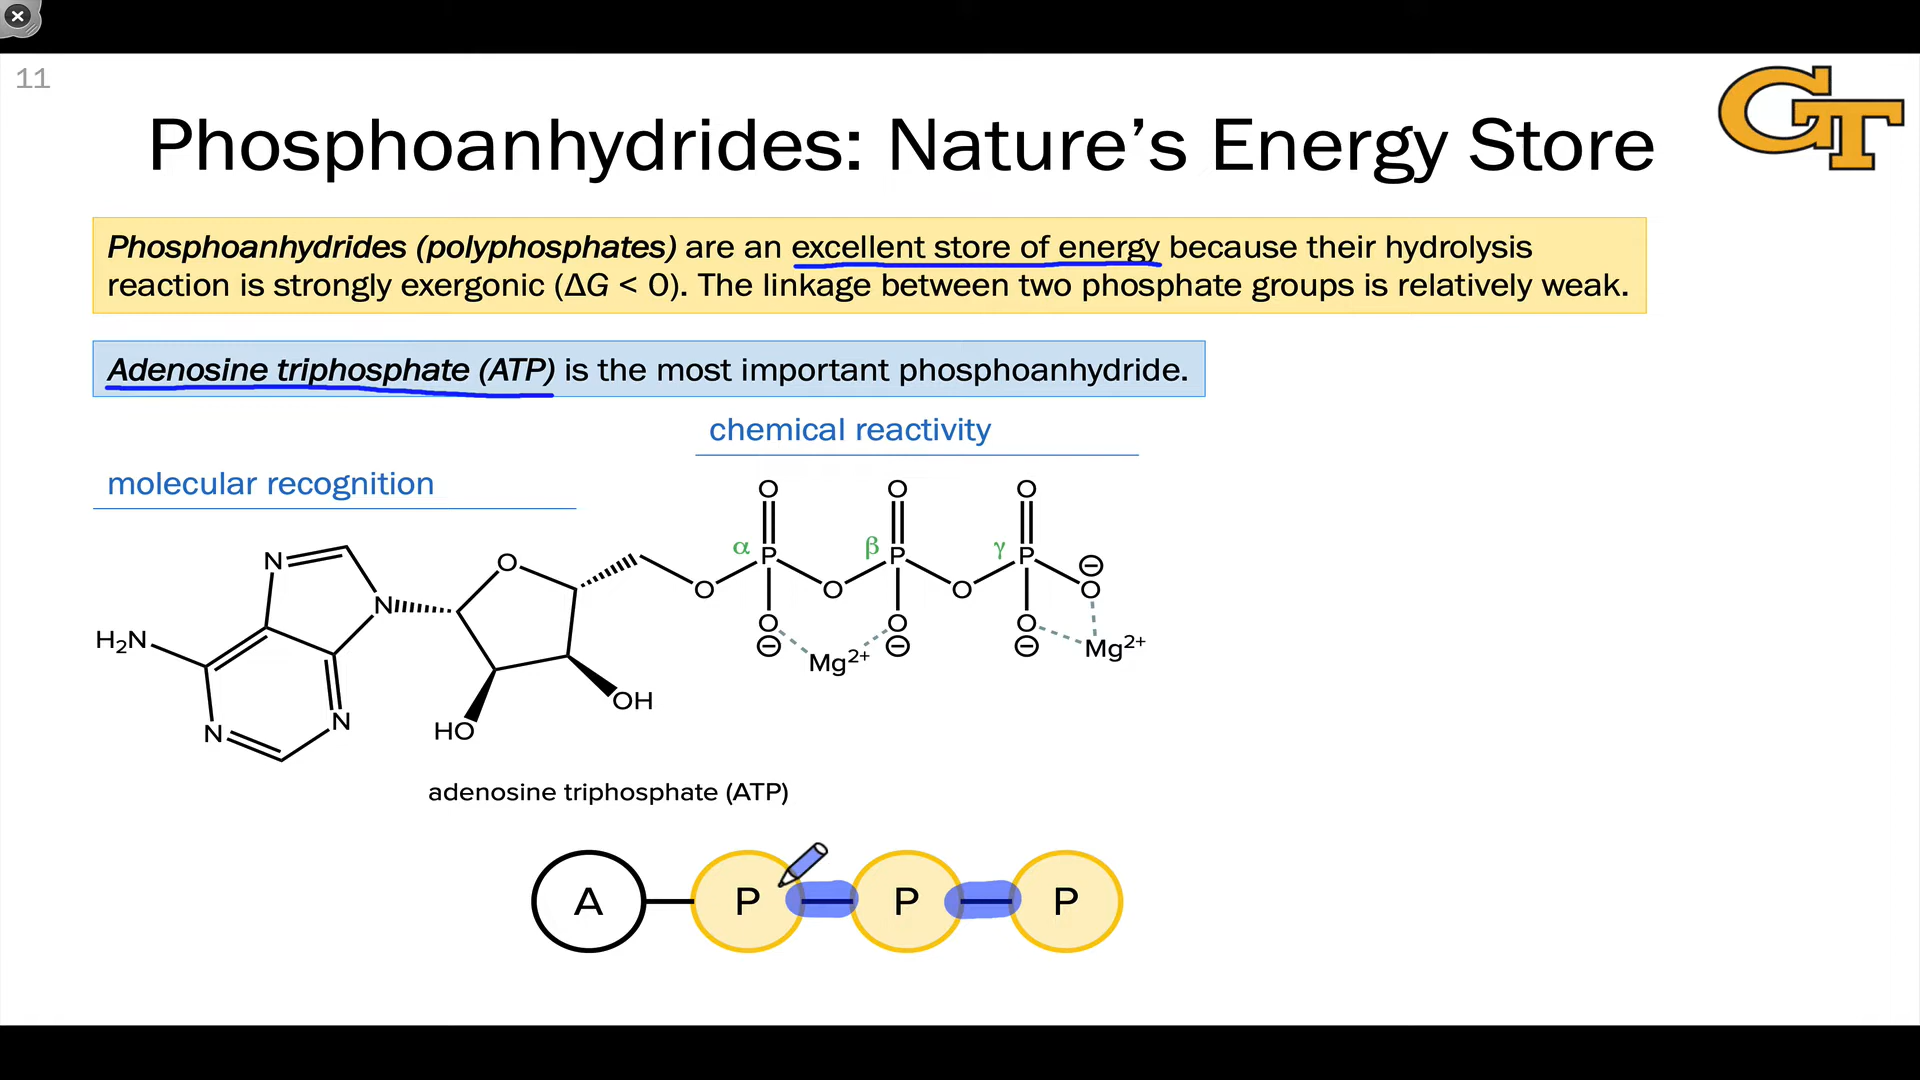 11
GT
Phosphoanhydrides: Nature's Energy Store
Phosphoanhydrides (polyphosphates) are an excellent store of energy because their hydrolysis
reaction is strongly exergonic (ΔG < 0). The linkage between two phosphate groups is relatively weak.
Adenosine triphosphate (ATP) is the most important phosphoanhydride.
chemical reactivity
molecular recognition
O O O
N O α P β P γ P ⊖
O O O O
N
H₂N O O O
⊖ Mg²⁺ ⊖ ⊖ Mg²⁺
OH
N N HO
adenosine triphosphate (ATP)
A P P P